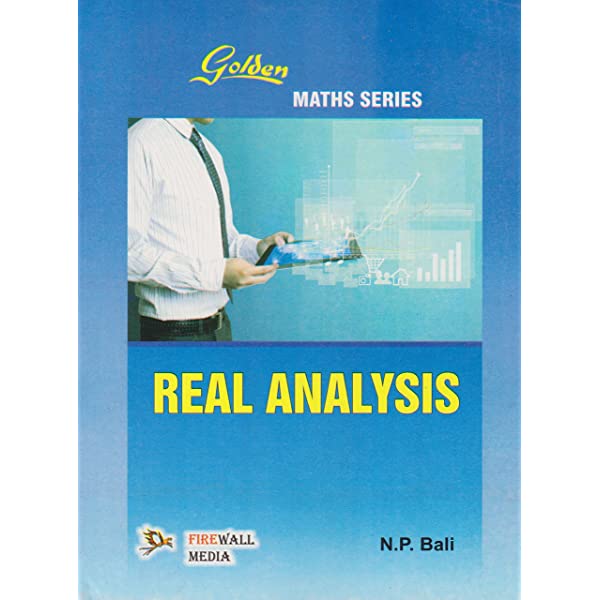 Golden
MATHS SERIES
REAL ANALYSIS
FIREWALL
MEDIA
N.P. Bali